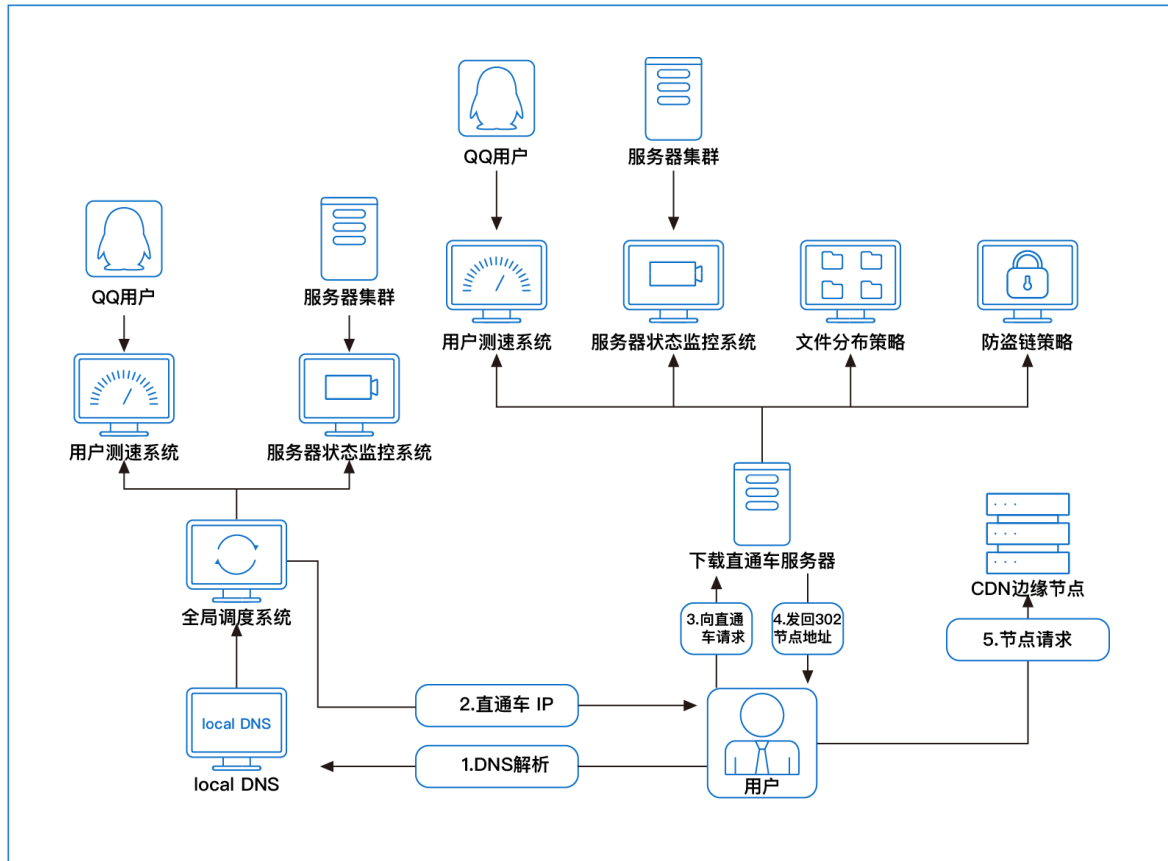 QQ用户
服务器集群
QQ用户
服务器集群
用户测速系统
服务器状态监控系统
文件分布策略
防盗链策略
用户测速系统
服务器状态监控系统
下载直通车服务器
CDN边缘节点
全局调度系统
3.向直通
车请求
4.发回302
节点地址
5.节点请求
local DNS
local DNS
2.直通车 IP
1.DNS解析
用户